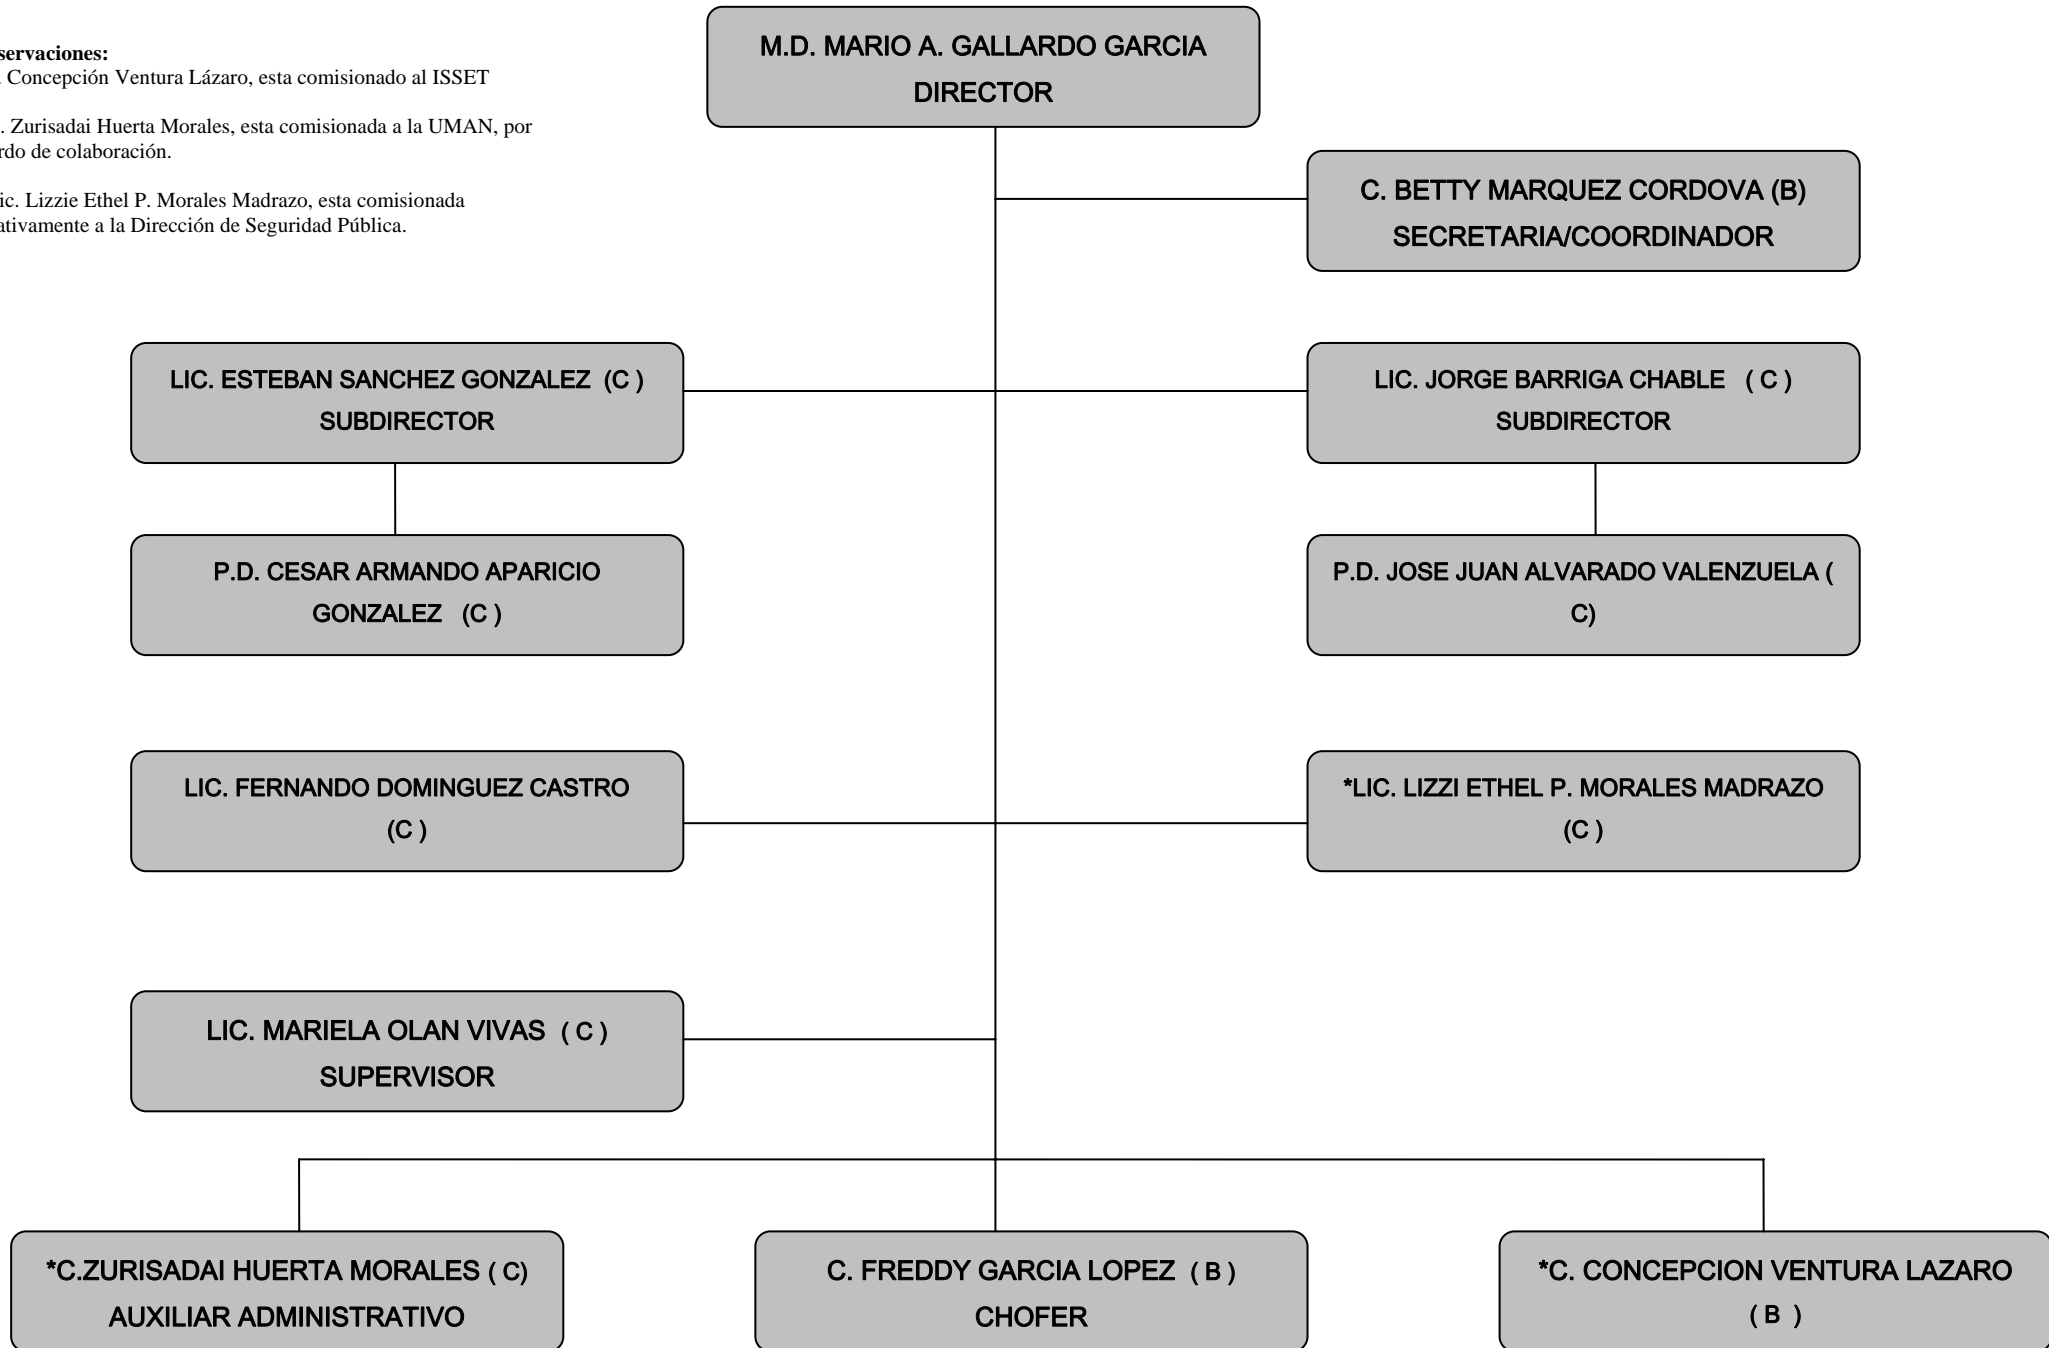 servaciones:
. Concepción Ventura Lázaro, esta comisionado al ISSET
. Zurisadai Huerta Morales, esta comisionada a la UMAN, por
rdo de colaboración.
ic. Lizzie Ethel P. Morales Madrazo, esta comisionada
ativamente a la Dirección de Seguridad Pública.
M.D. MARIO A. GALLARDO GARCIA
DIRECTOR
C. BETTY MARQUEZ CORDOVA (B)
SECRETARIA/COORDINADOR
LIC. ESTEBAN SANCHEZ GONZALEZ (C )
SUBDIRECTOR
LIC. JORGE BARRIGA CHABLE ( C )
SUBDIRECTOR
P.D. CESAR ARMANDO APARICIO
GONZALEZ (C )
P.D. JOSE JUAN ALVARADO VALENZUELA (
C)
LIC. FERNANDO DOMINGUEZ CASTRO
(C )
*LIC. LIZZI ETHEL P. MORALES MADRAZO
(C )
LIC. MARIELA OLAN VIVAS ( C )
SUPERVISOR
*C.ZURISADAI HUERTA MORALES ( C)
AUXILIAR ADMINISTRATIVO
C. FREDDY GARCIA LOPEZ ( B )
CHOFER
*C. CONCEPCION VENTURA LAZARO
( B )